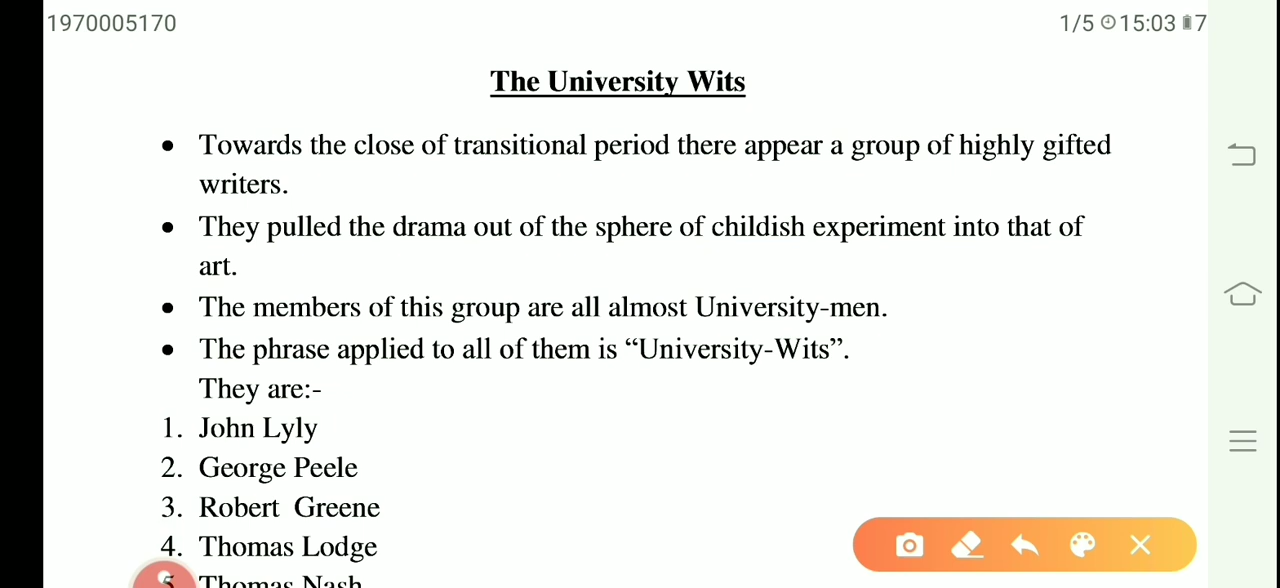 1970005170
1/5 15:03 7
The University Wits
• Towards the close of transitional period there appear a group of highly gifted
writers.
• They pulled the drama out of the sphere of childish experiment into that of
art.
• The members of this group are all almost University-men.
• The phrase applied to all of them is “University-Wits”.
They are:-
1. John Lyly
2. George Peele
3. Robert Greene
4. Thomas Lodge
5. Thomas Nash